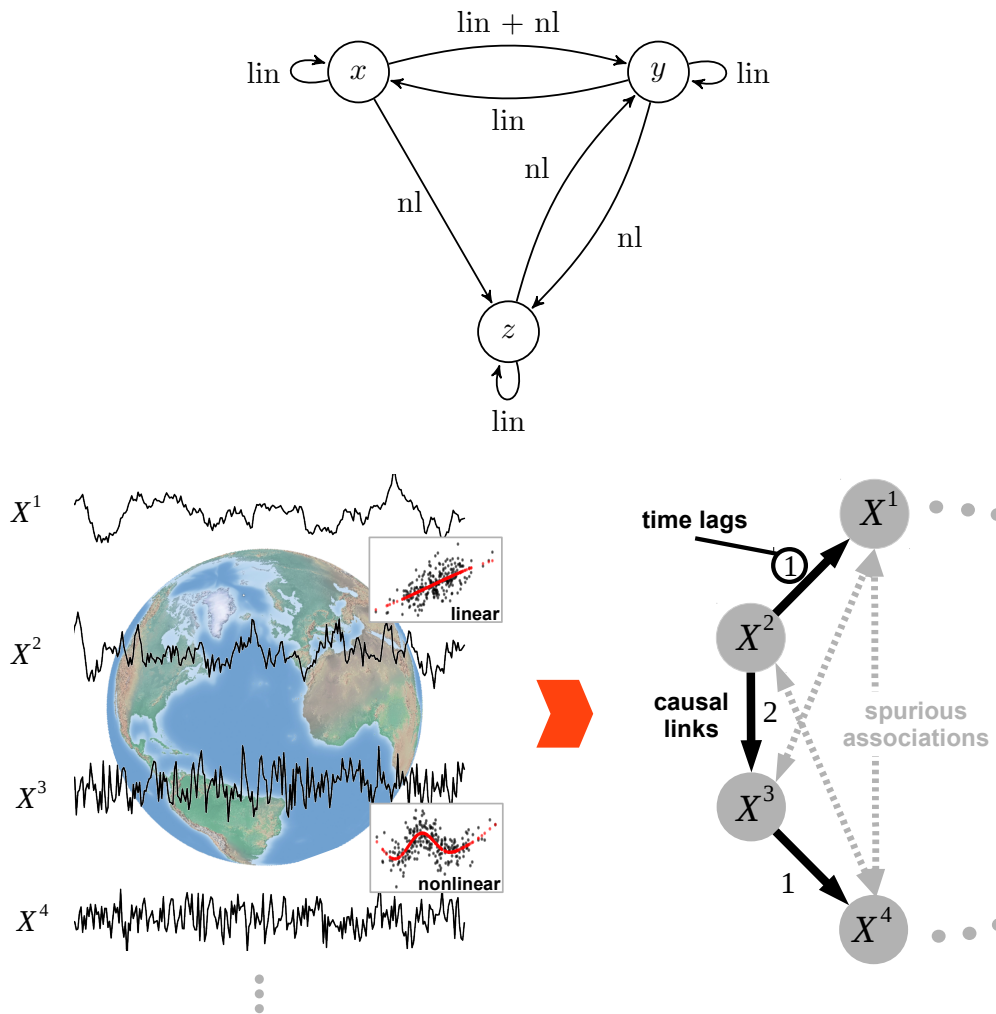 lin + nl
lin
x
y
lin
lin
nl
nl
nl
z
lin
X¹
linear
X²
X³
nonlinear
X⁴
time lags
X¹
1
X²
causal
links
2
spurious
associations
X³
1
X⁴